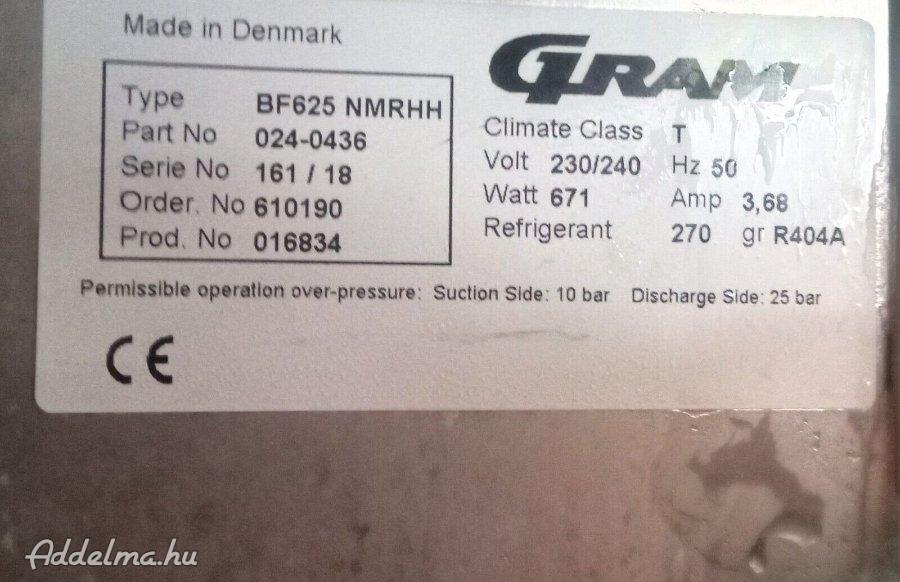 Made in Denmark
Type BF625 NMRHH
Part No 024-0436
Serie No 161 / 18
Order. No 610190
Prod. No 016834
GRAM
Climate Class T
Volt 230/240 Hz 50
Watt 671 Amp 3,68
Refrigerant 270 gr R404A
Permissible operation over-pressure: Suction Side: 10 bar Discharge Side: 25 bar
CE
Addelma.hu